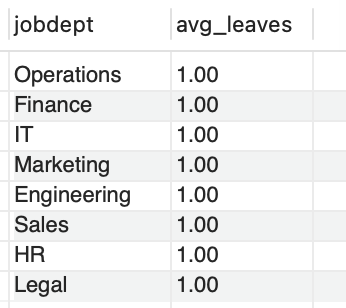 jobdept avg_leaves
Operations 1.00
Finance 1.00
IT 1.00
Marketing 1.00
Engineering 1.00
Sales 1.00
HR 1.00
Legal 1.00